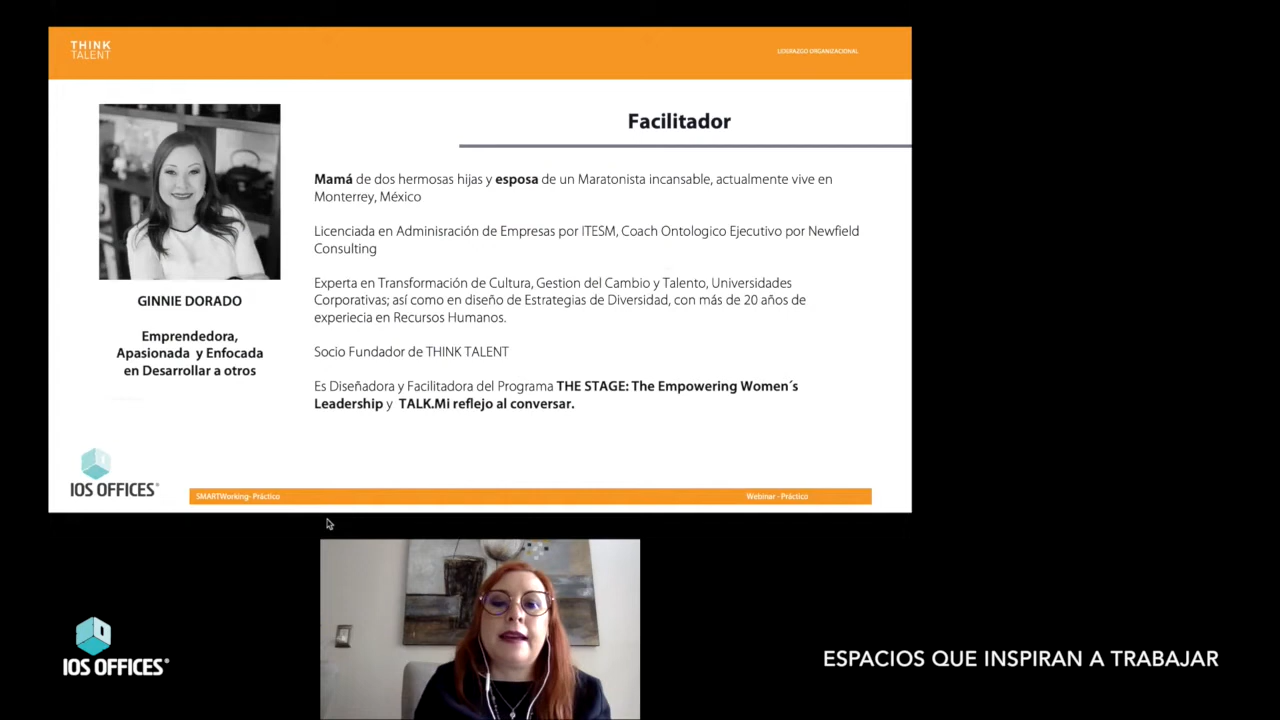 THINK
TALENT
LIDERAZGO ORGANIZACIONAL
Facilitador
Mamá de dos hermosas hijas y esposa de un Maratonista incansable, actualmente vive en
Monterrey, México
Licenciada en Adminisración de Empresas por ITESM, Coach Ontologico Ejecutivo por Newfield
Consulting
Experta en Transformación de Cultura, Gestion del Cambio y Talento, Universidades
Corporativas; así como en diseño de Estrategias de Diversidad, con más de 20 años de
experiecia en Recursos Humanos.
Socio Fundador de THINK TALENT
Es Diseñadora y Facilitadora del Programa THE STAGE: The Empowering Women´s
Leadership y TALK.Mi reflejo al conversar.
GINNIE DORADO
Emprendedora,
Apasionada y Enfocada
en Desarrollar a otros
IOS OFFICES®
SMARTWorking- Práctico
Webinar - Práctico
IOS OFFICES®
ESPACIOS QUE INSPIRAN A TRABAJAR